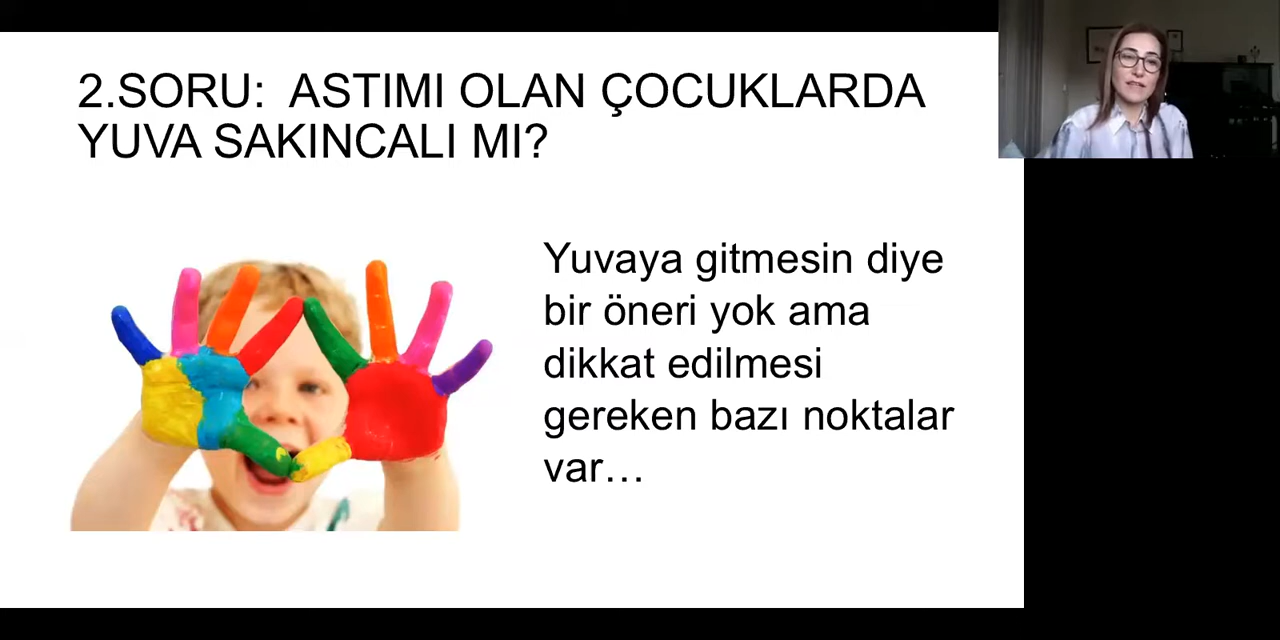 2.SORU: ASTIMI OLAN ÇOCUKLARDA
YUVA SAKINCALI MI?
Yuvaya gitmesin diye
bir öneri yok ama
dikkat edilmesi
gereken bazı noktalar
var…